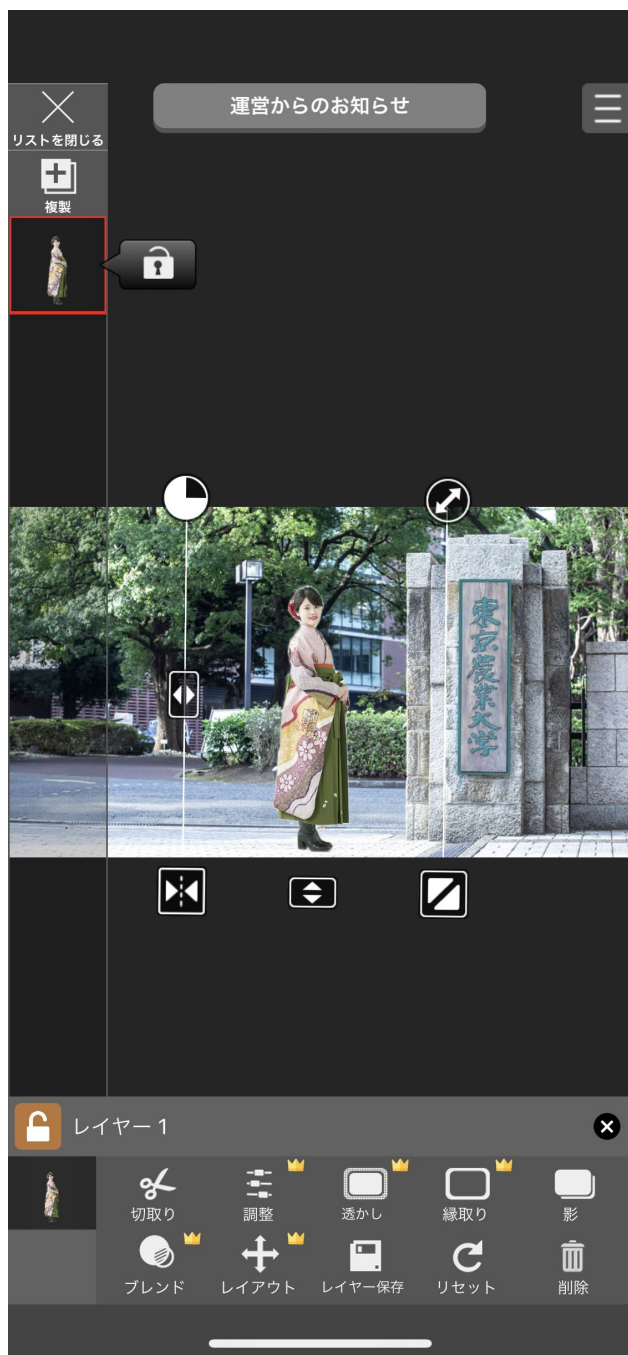 運営からのお知らせ
リストを閉じる
複製
東京農業大学
レイヤー 1
切取り
調整
透かし
縁取り
影
ブレンド
レイアウト
レイヤー保存
リセット
削除